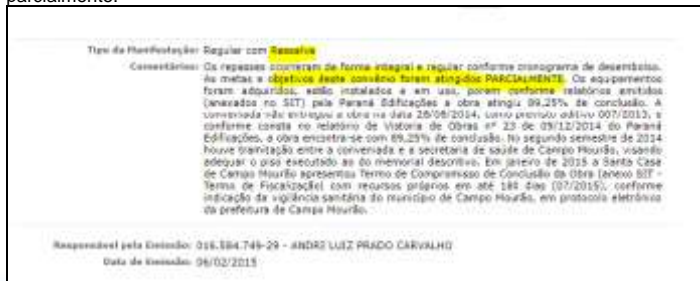 parcialmente.
Tipo da Manifestação: Regular com Ressalva
Comentários: Os repasses ocorreram de forma integral e regular conforme cronograma de desembolso.
As metas e objetivos deste convênio foram atingidos PARCIALMENTE. Os equipamentos
foram adquiridos, estão instalados e em uso, porem conforme relatórios emitidos
(anexados no SIT) pela Paraná Edificações a obra atingiu 89,25% de conclusão. A
conveniada não entregou a obra na data 28/08/2014, como previsto aditivo 007/2013, e
conforme consta no relatório de Vistoria de Obras nº 23 de 09/12/2014 do Paraná
Edificações, a obra encontra-se com 89,25% de conclusão. No segundo semestre de 2014
houve tramitação entre a conveniada e a secretaria de saúde de Campo Mourão, visando
adequar o piso executado ao do memorial descritivo. Em janeiro de 2015 a Santa Casa
de Campo Mourão apresentou Termo de Compromisso de Conclusão da Obra (anexo SIT -
Termo de Fiscalização) com recursos próprios em até 180 dias (07/2015), conforme
indicação da vigilância sanitária do município de Campo Mourão, em protocolo eletrônico
da prefeitura de Campo Mourão.
Responsável pela Emissão: 016.584.749-29 - ANDRE LUIZ PRADO CARVALHO
Data de Emissão: 06/02/2015